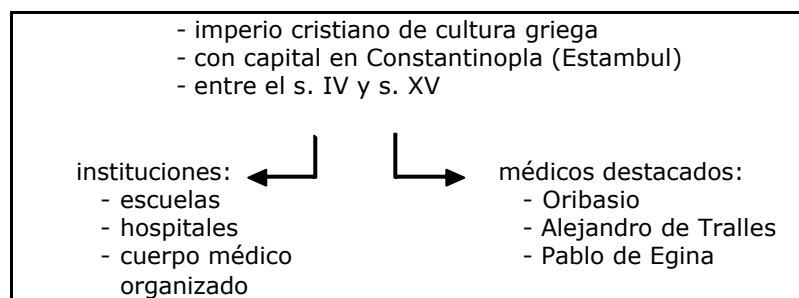 - imperio cristiano de cultura griega
- con capital en Constantinopla (Estambul)
- entre el s. IV y s. XV
instituciones:
- escuelas
- hospitales
- cuerpo médico
organizado
médicos destacados:
- Oribasio
- Alejandro de Tralles
- Pablo de Egina